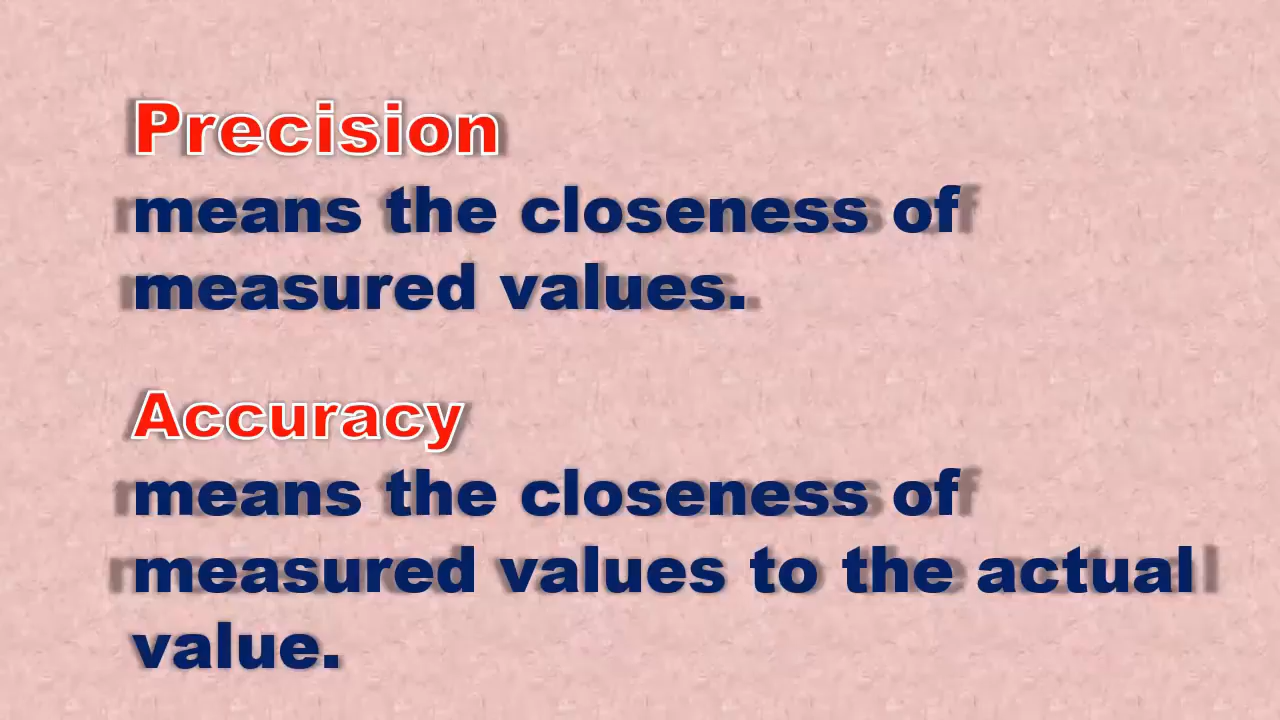 Precision
means the closeness of
measured values.
Accuracy
means the closeness of
measured values to the actual
value.